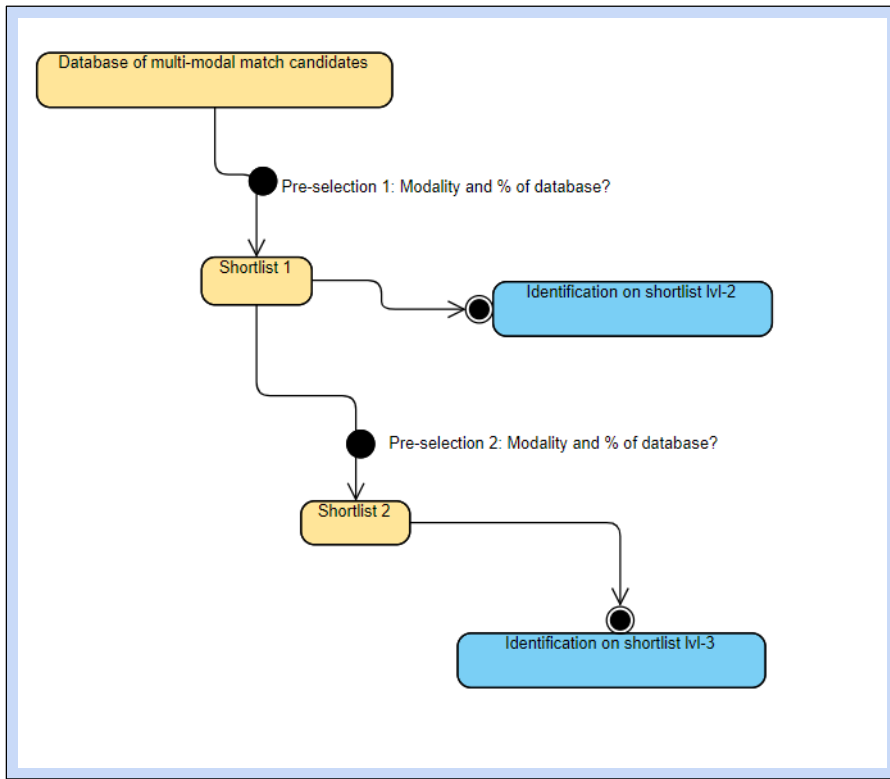 Database of multi-modal match candidates
Pre-selection 1: Modality and % of database?
Shortlist 1
Identification on shortlist lvl-2
Pre-selection 2: Modality and % of database?
Shortlist 2
Identification on shortlist lvl-3